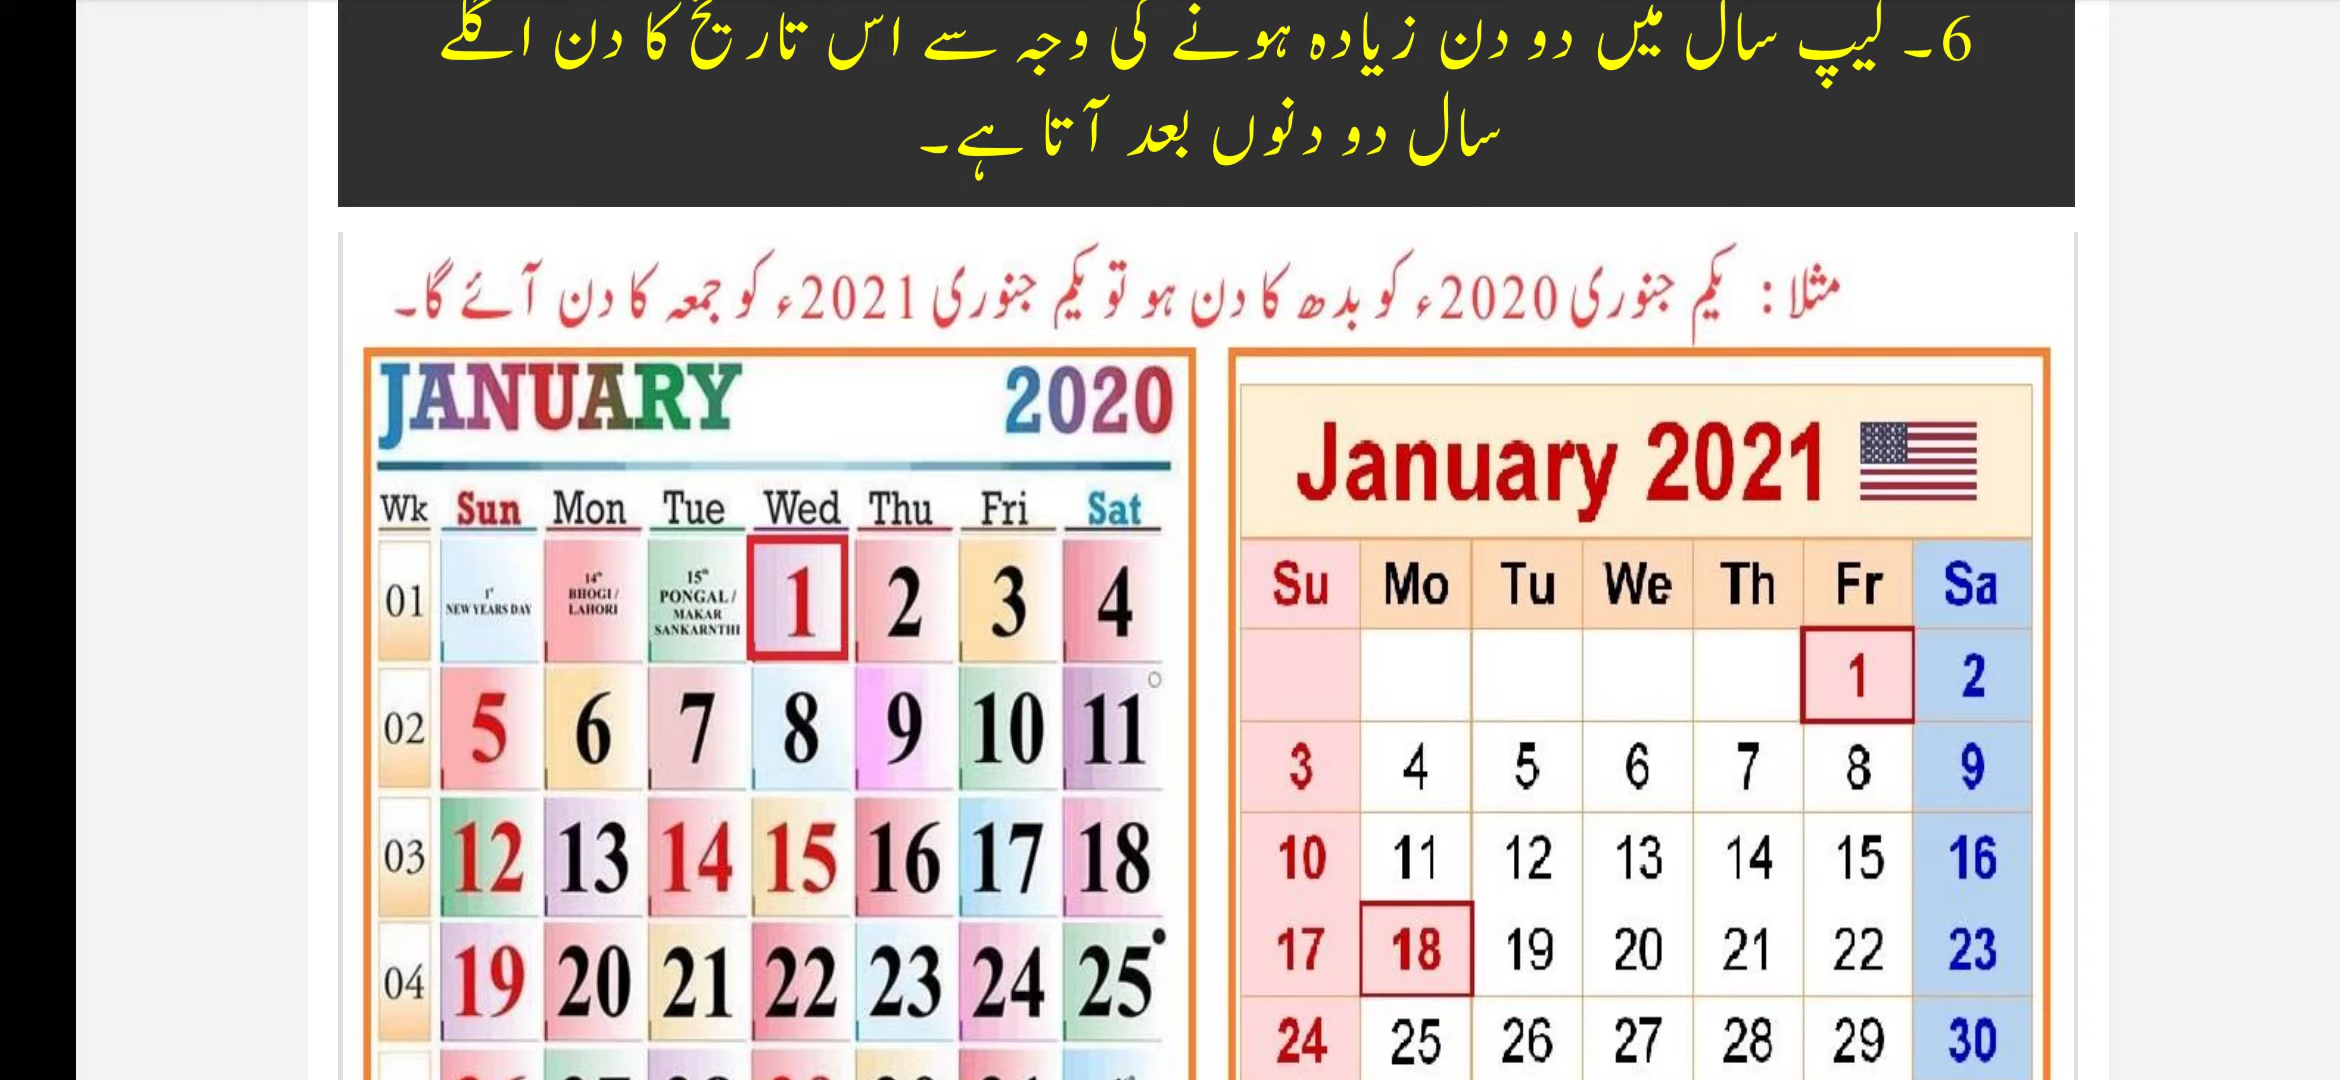 6۔ لیپ سال میں دو دن زیادہ ہونے کی وجہ سے اس تاریخ کا دن اگلے
سال دو دنوں بعد آتا ہے۔
مثلا : یکم جنوری 2020ء کو بدھ کا دن ہو تو یکم جنوری 2021ء کو جمعہ کا دن آئے گا۔
JANUARY 2020
Wk Sun Mon Tue Wed Thu Fri Sat
01 1st NEW YEARS DAY 14th BHOGI / LAHORI 15th PONGAL / MAKAR SANKARNTHI 1 2 3 4
02 5 6 7 8 9 10 11
03 12 13 14 15 16 17 18
04 19 20 21 22 23 24 25
January 2021
Su Mo Tu We Th Fr Sa
1 2
3 4 5 6 7 8 9
10 11 12 13 14 15 16
17 18 19 20 21 22 23
24 25 26 27 28 29 30